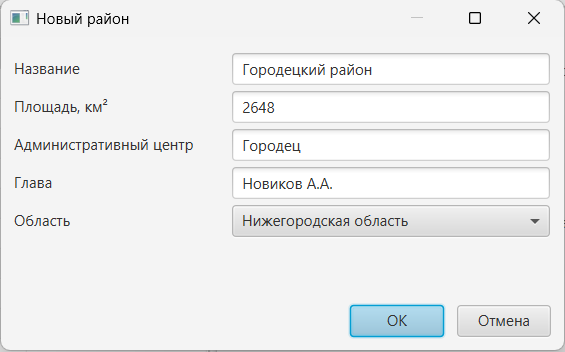 Новый район
Название Городецкий район
Площадь, км² 2648
Административный центр Городец
Глава Новиков А.А.
Область Нижегородская область
OK Отмена